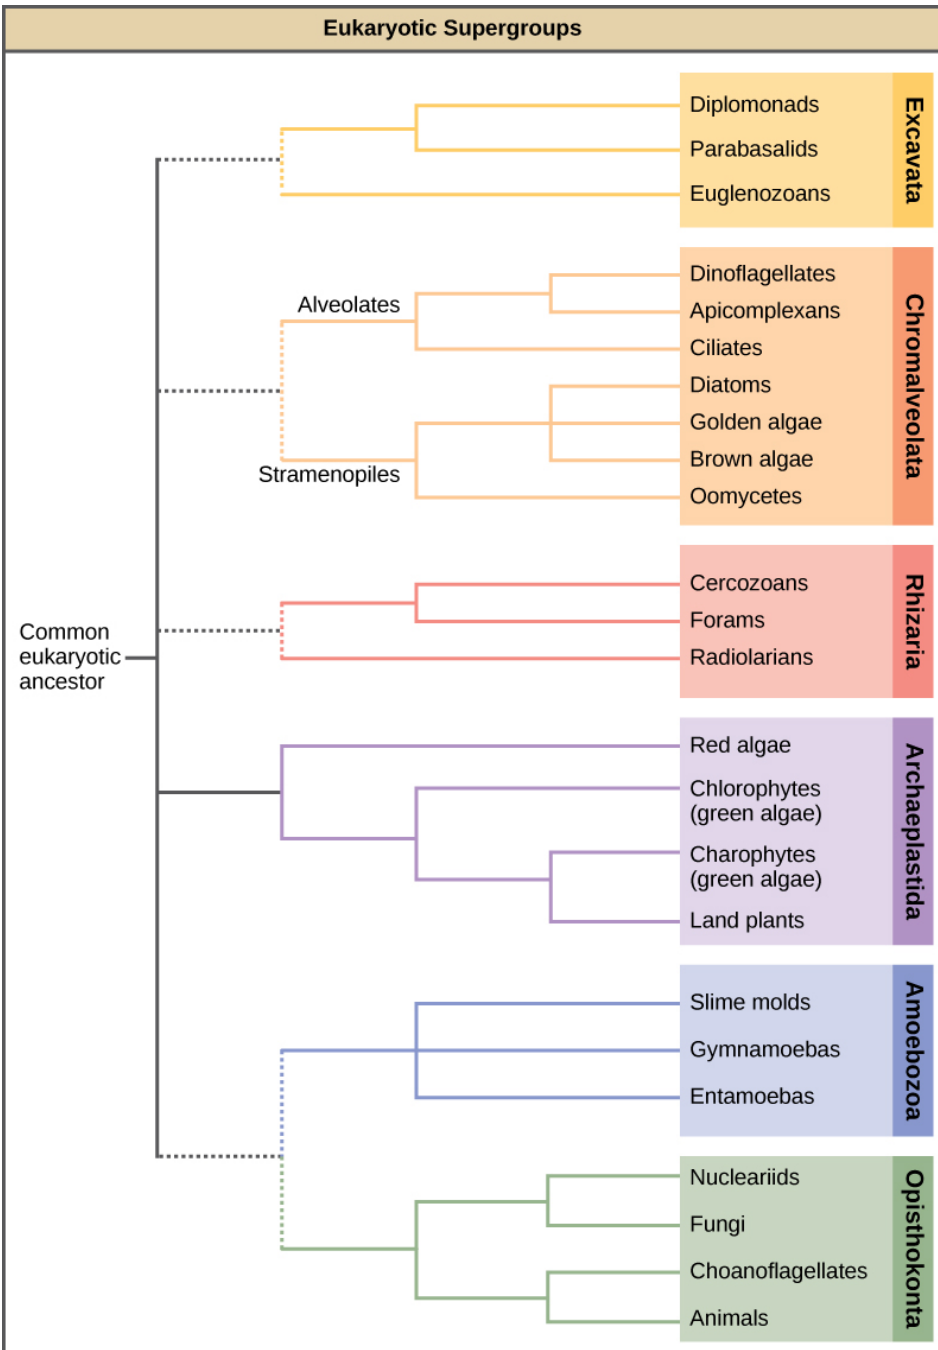 Eukaryotic Supergroups
Diplomonads
Parabasalids
Euglenozoans
Excavata
Alveolates
Stramenopiles
Dinoflagellates
Apicomplexans
Ciliates
Diatoms
Golden algae
Brown algae
Oomycetes
Chromalveolata
Common
eukaryotic
ancestor
Cercozoans
Forams
Radiolarians
Rhizaria
Red algae
Chlorophytes
(green algae)
Charophytes
(green algae)
Land plants
Archaeplastida
Slime molds
Gymnamoebas
Entamoebas
Amoebozoa
Nucleariids
Fungi
Choanoflagellates
Animals
Opisthokonta